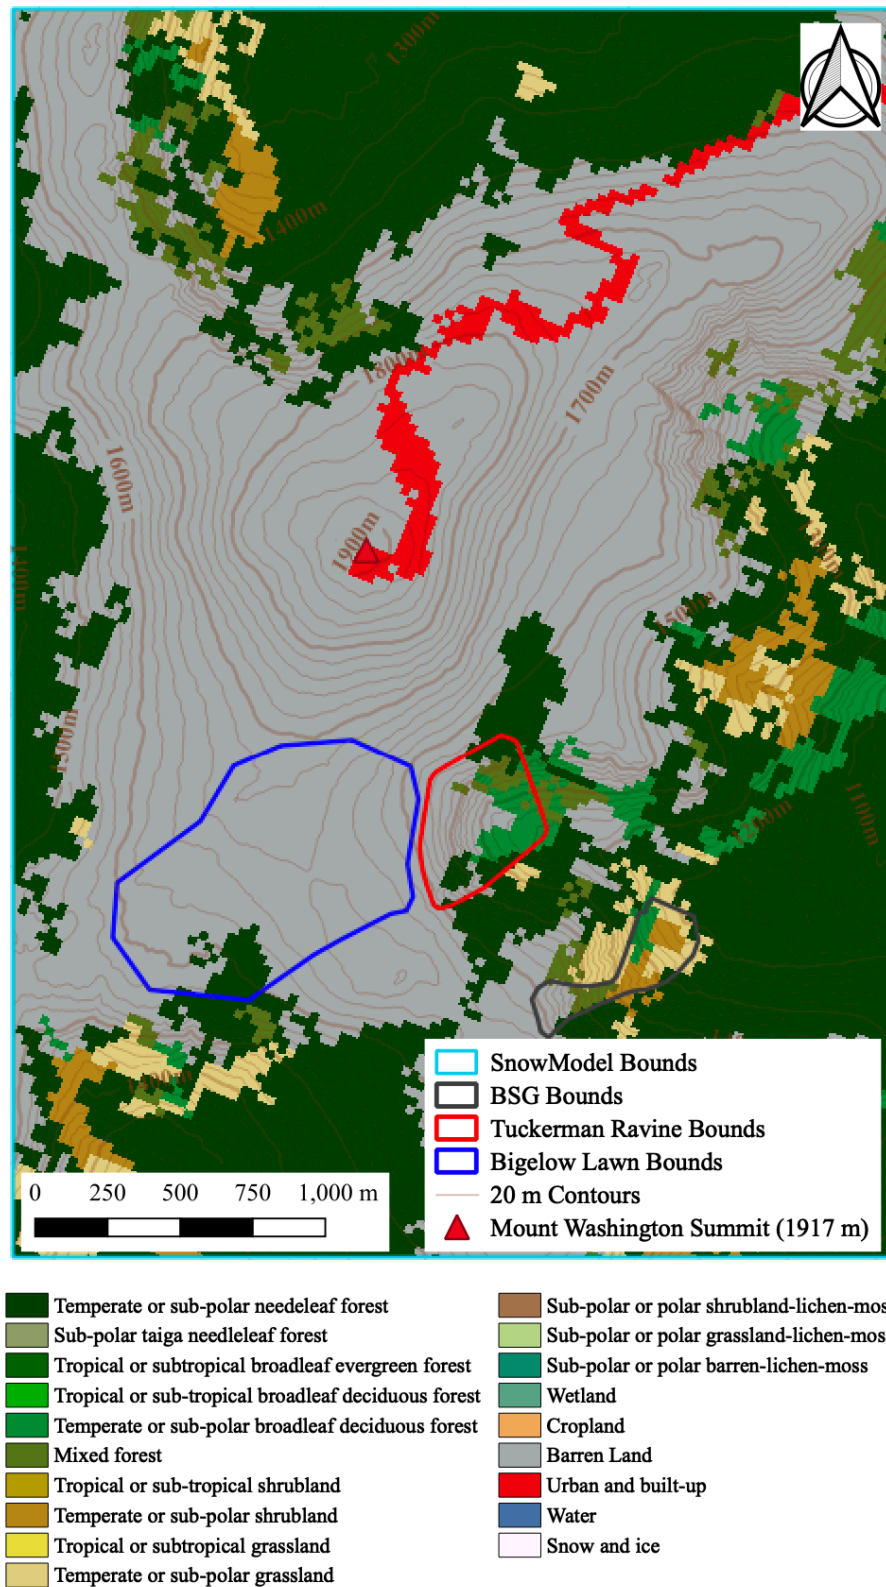 1300m
1400m
1800m
1700m
1600m
1900m
1300m
1400m
1500m
1500m
1200m
1100m
1400m
SnowModel Bounds
BSG Bounds
Tuckerman Ravine Bounds
Bigelow Lawn Bounds
20 m Contours
Mount Washington Summit (1917 m)
0 250 500 750 1,000 m
Temperate or sub-polar needeleaf forest
Sub-polar taiga needleleaf forest
Tropical or subtropical broadleaf evergreen forest
Tropical or sub-tropical broadleaf deciduous forest
Temperate or sub-polar broadleaf deciduous forest
Mixed forest
Tropical or sub-tropical shrubland
Temperate or sub-polar shrubland
Tropical or subtropical grassland
Temperate or sub-polar grassland
Sub-polar or polar shrubland-lichen-mos
Sub-polar or polar grassland-lichen-mos
Sub-polar or polar barren-lichen-moss
Wetland
Cropland
Barren Land
Urban and built-up
Water
Snow and ice